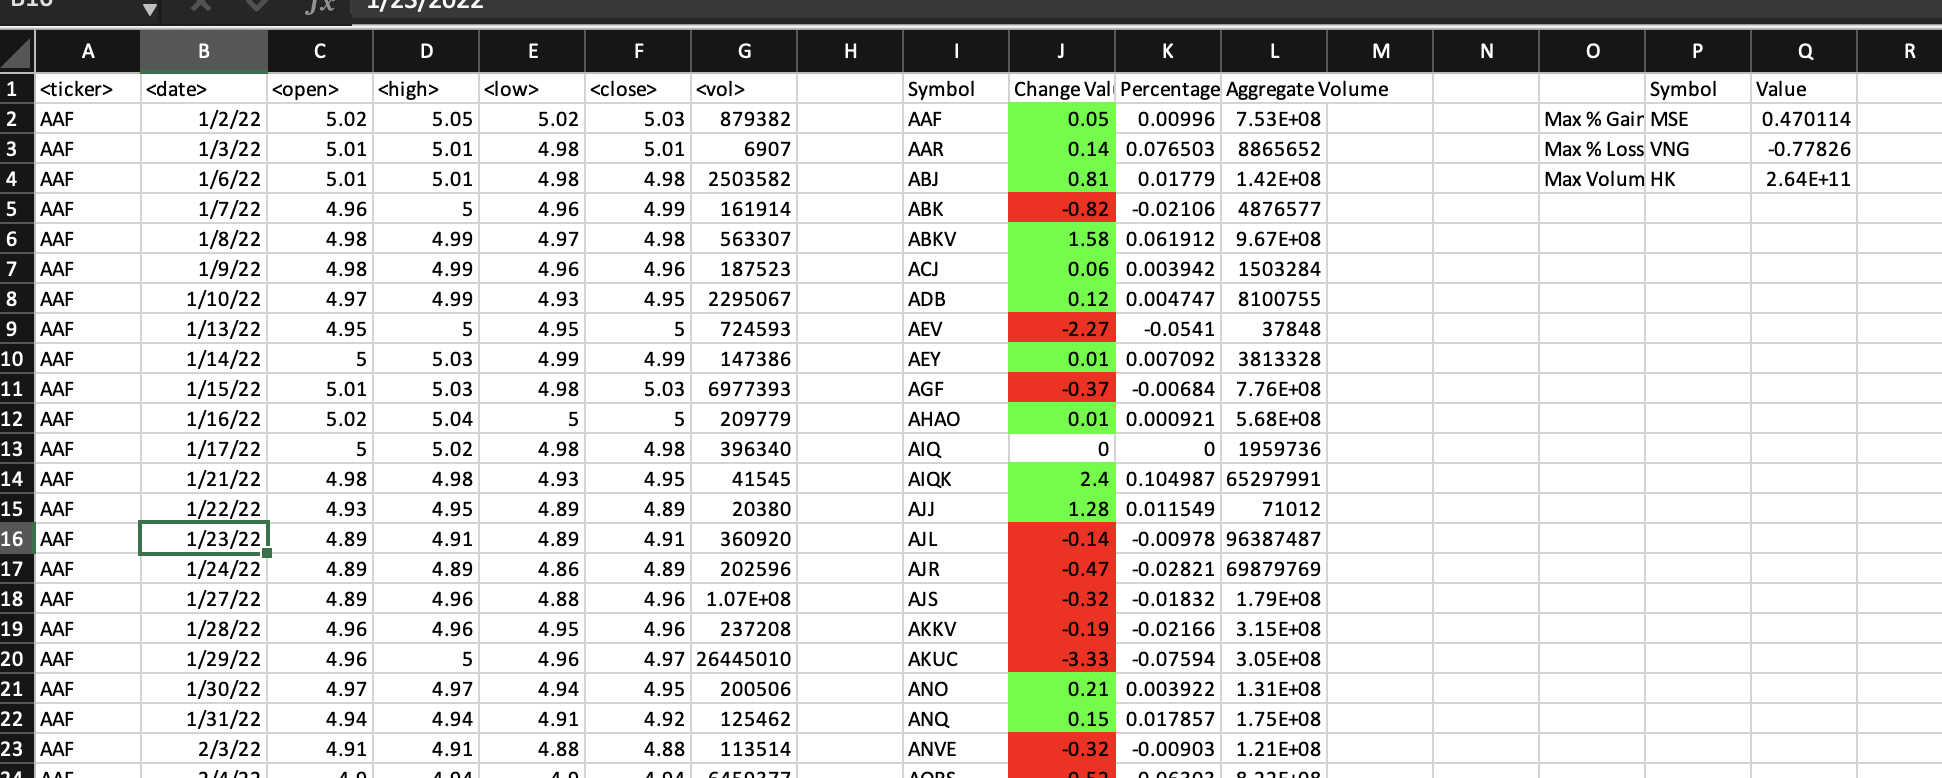 B16 fx 1/23/2022
A B C D E F G H I J K L M N O P Q R
1 <ticker> <date> <open> <high> <low> <close> <vol> Symbol Change Val Percentage Aggregate Volume Symbol Value
2 AAF 1/2/22 5.02 5.05 5.02 5.03 879382 AAF 0.05 0.00996 7.53E+08 Max % Gain MSE 0.470114
3 AAF 1/3/22 5.01 5.01 4.98 5.01 6907 AAR 0.14 0.076503 8865652 Max % Loss VNG -0.77826
4 AAF 1/6/22 5.01 5.01 4.98 4.98 2503582 ABJ 0.81 0.01779 1.42E+08 Max Volum HK 2.64E+11
5 AAF 1/7/22 4.96 5 4.96 4.99 161914 ABK -0.82 -0.02106 4876577
6 AAF 1/8/22 4.98 4.99 4.97 4.98 563307 ABKV 1.58 0.061912 9.67E+08
7 AAF 1/9/22 4.98 4.99 4.96 4.96 187523 ACJ 0.06 0.003942 1503284
8 AAF 1/10/22 4.97 4.99 4.93 4.95 2295067 ADB 0.12 0.004747 8100755
9 AAF 1/13/22 4.95 5 4.95 5 724593 AEV -2.27 -0.0541 37848
10 AAF 1/14/22 5 5.03 4.99 4.99 147386 AEY 0.01 0.007092 3813328
11 AAF 1/15/22 5.01 5.03 4.98 5.03 6977393 AGF -0.37 -0.00684 7.76E+08
12 AAF 1/16/22 5.02 5.04 5 5 209779 AHAO 0.01 0.000921 5.68E+08
13 AAF 1/17/22 5 5.02 4.98 4.98 396340 AIQ 0 0 1959736
14 AAF 1/21/22 4.98 4.98 4.93 4.95 41545 AIQK 2.4 0.104987 65297991
15 AAF 1/22/22 4.93 4.95 4.89 4.89 20380 AJJ 1.28 0.011549 71012
16 AAF 1/23/22 4.89 4.91 4.89 4.91 360920 AJL -0.14 -0.00978 96387487
17 AAF 1/24/22 4.89 4.89 4.86 4.89 202596 AJR -0.47 -0.02821 69879769
18 AAF 1/27/22 4.89 4.96 4.88 4.96 1.07E+08 AJS -0.32 -0.01832 1.79E+08
19 AAF 1/28/22 4.96 4.96 4.95 4.96 237208 AKKV -0.19 -0.02166 3.15E+08
20 AAF 1/29/22 4.96 5 4.96 4.97 26445010 AKUC -3.33 -0.07594 3.05E+08
21 AAF 1/30/22 4.97 4.97 4.94 4.95 200506 ANO 0.21 0.003922 1.31E+08
22 AAF 1/31/22 4.94 4.94 4.91 4.92 125462 ANQ 0.15 0.017857 1.75E+08
23 AAF 2/3/22 4.91 4.91 4.88 4.88 113514 ANVE -0.32 -0.00903 1.21E+08
24 AAF 2/4/22 4.9 4.94 4.9 4.94